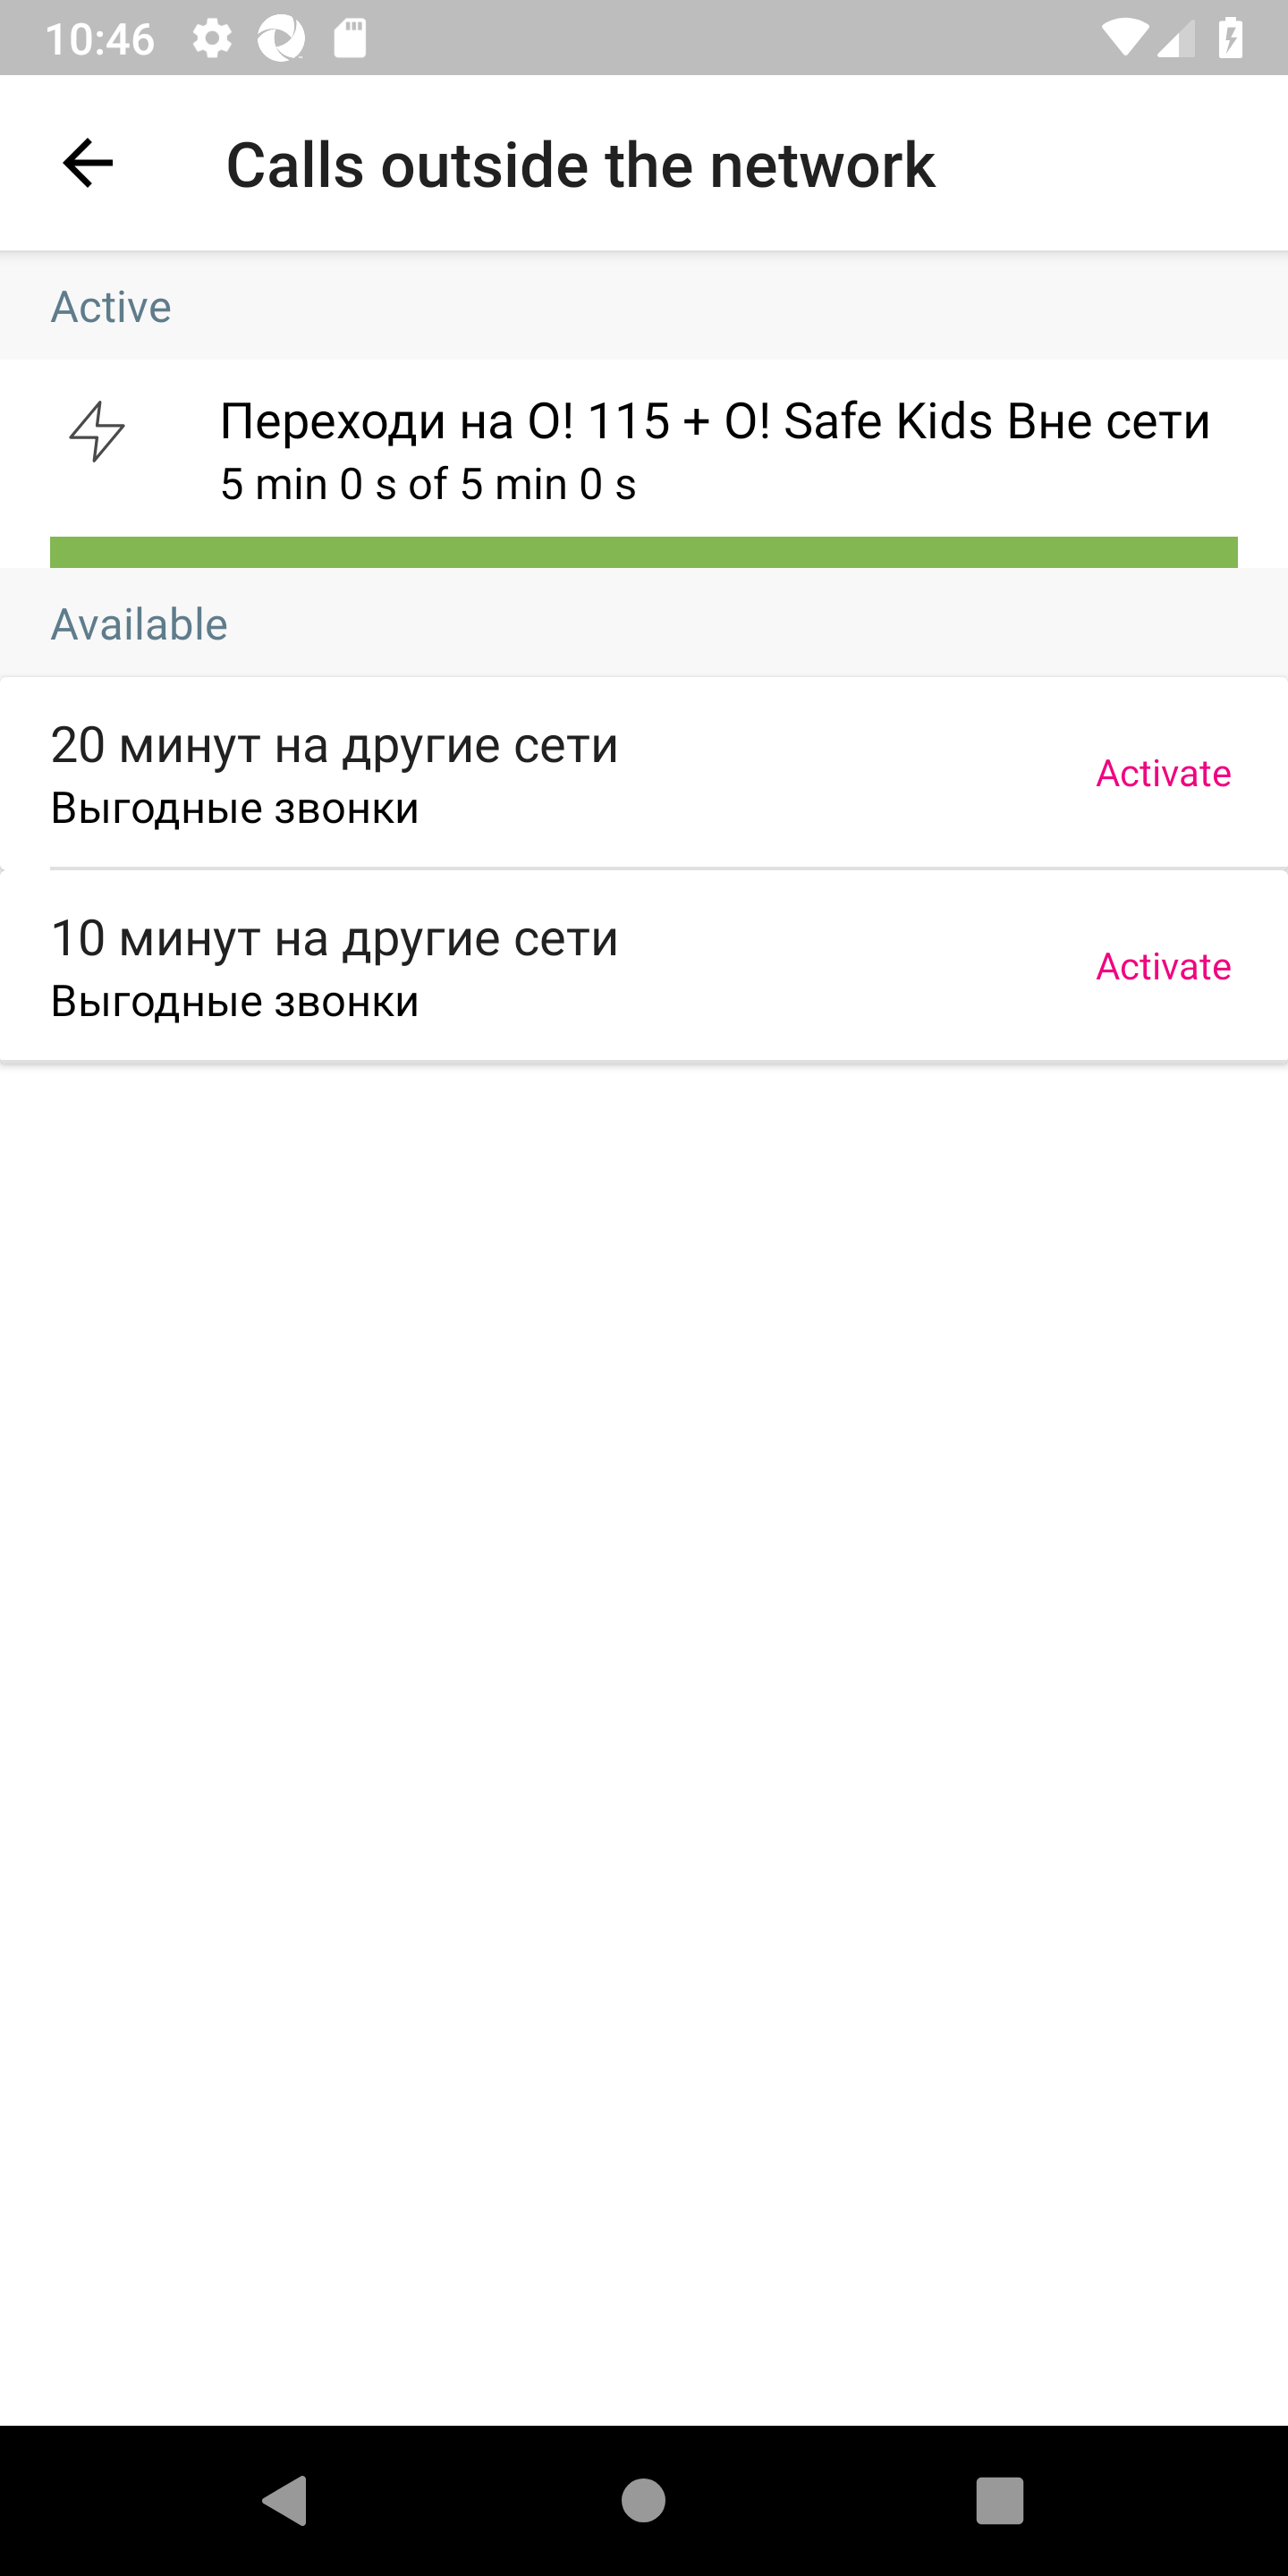 10:46
Calls outside the network
Active
Переходи на О! 115 + О! Safe Kids Вне сети
5 min 0 s of 5 min 0 s
Available
20 минут на другие сети
Выгодные звонки
Activate
10 минут на другие сети
Выгодные звонки
Activate